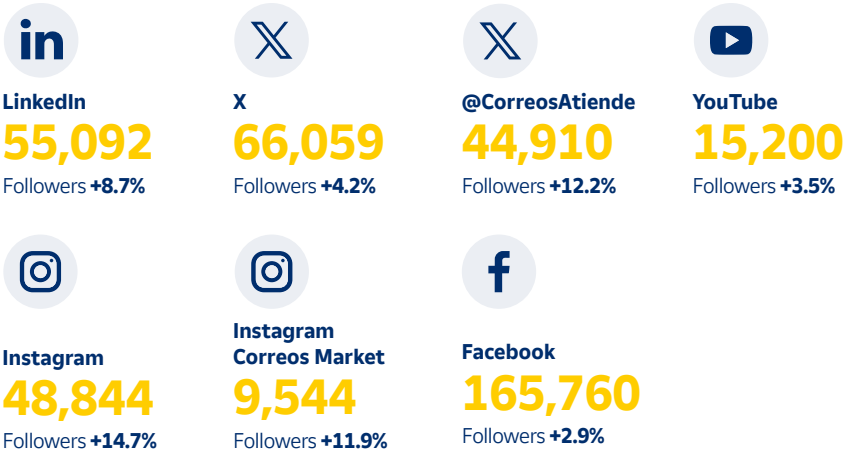 LinkedIn
55,092
Followers +8.7%
X
66,059
Followers +4.2%
@CorreosAtiende
44,910
Followers +12.2%
YouTube
15,200
Followers +3.5%
Instagram
48,844
Followers +14.7%
Instagram
Correos Market
9,544
Followers +11.9%
Facebook
165,760
Followers +2.9%